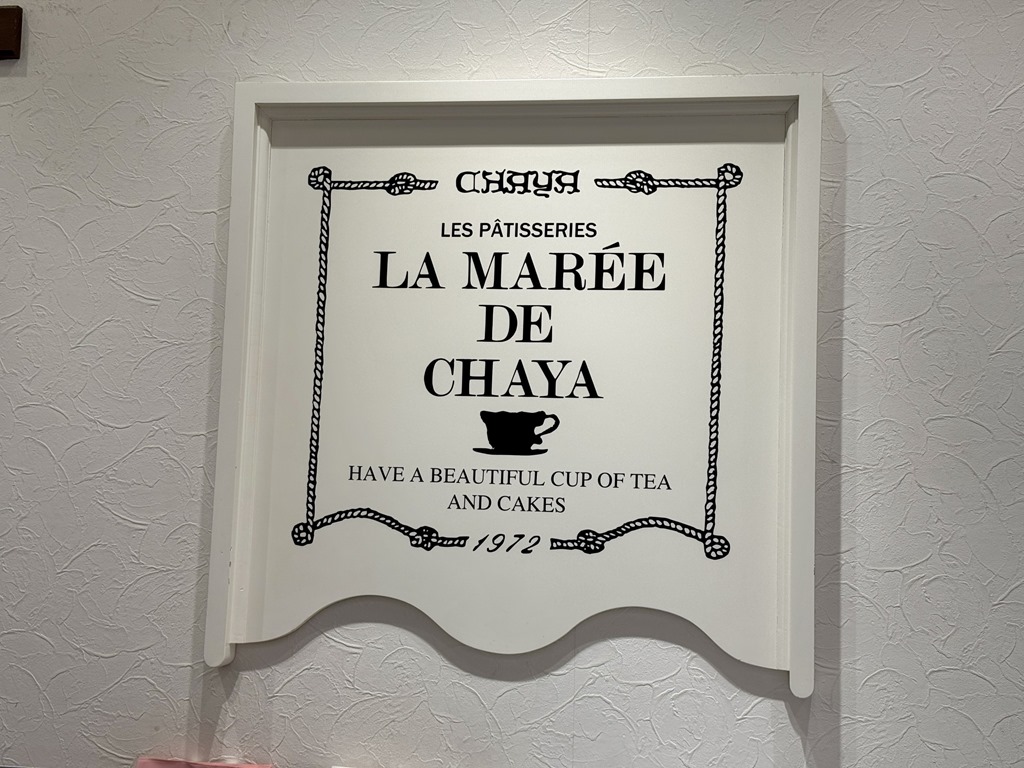 CHAYA
LES PÂTISSERIES
LA MARÉE
DE
CHAYA
HAVE A BEAUTIFUL CUP OF TEA
AND CAKES
1972